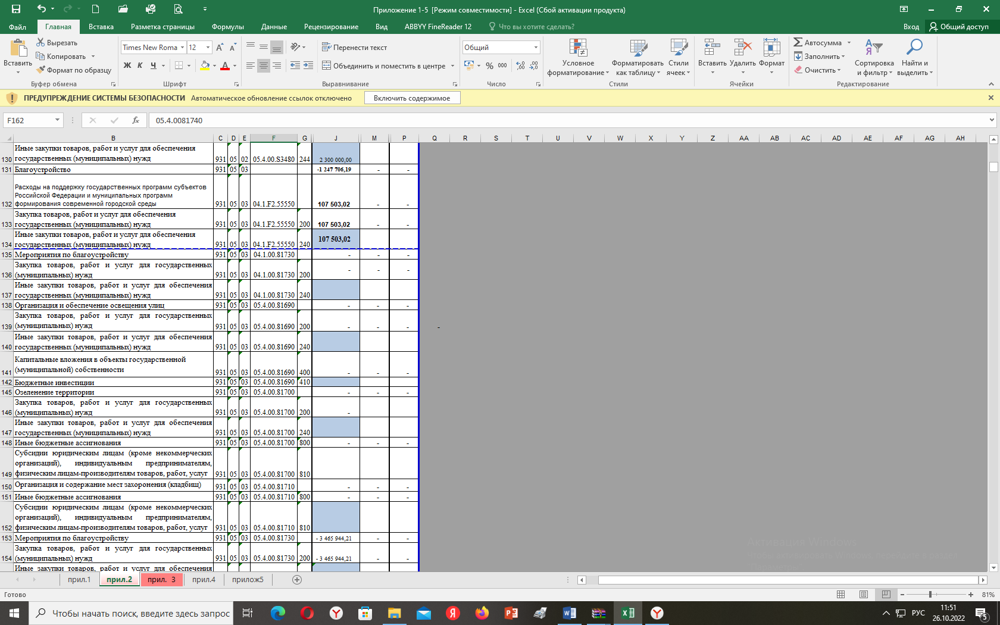 Приложение 1-5 [Режим совместимости] - Excel (Сбой активации продукта)
Файл Главная Вставка Разметка страницы Формулы Данные Рецензирование Вид ABBYY FineReader 12 Что вы хотите сделать? Вход Общий доступ
Вставить
Вырезать
Копировать
Формат по образцу
Буфер обмена
Times New Roma 12
Ж К Ч
Шрифт
Перенести текст
Объединить и поместить в центре
Выравнивание
Общий
% 000
Число
Условное форматирование
Форматировать как таблицу
Стили ячеек
Стили
Вставить Удалить Формат
Ячейки
Автосумма
Заполнить
Очистить
Сортировка и фильтр
Найти и выделить
Редактирование
ПРЕДУПРЕЖДЕНИЕ СИСТЕМЫ БЕЗОПАСНОСТИ Автоматическое обновление ссылок отключено Включить содержимое
F162 fx 05.4.0081740
B C D E F G J M P Q R S T U V W X Y Z AA AB AC AD AE AF AG AH
Иные закупки товаров, работ и услуг для обеспечения
130 государственных (муниципальных) нужд 931 05 02 05.4.00.S3480 244 2 300 000,00
131 Благоустройство 931 05 03 -1 247 706,19 - -
Расходы на поддержку государственных программ субъектов
Российской Федерации и муниципальных программ
132 формирования современной городской среды 931 05 03 04.1.F2.55550 107 503,02 - -
Закупка товаров, работ и услуг для обеспечения
133 государственных (муниципальных) нужд 931 05 03 04.1.F2.55550 200 107 503,02 - -
Иные закупки товаров, работ и услуг для обеспечения
134 государственных (муниципальных) нужд 931 05 03 04.1.F2.55550 240 107 503,02
135 Мероприятия по благоустройству 931 05 03 04.1.00.81730 - - -
Закупка товаров, работ и услуг для государственных
136 (муниципальных) нужд 931 05 03 04.1.00.81730 200 - - -
Иные закупки товаров, работ и услуг для обеспечения
137 государственных (муниципальных) нужд 931 05 03 04.1.00.81730 240
138 Организация и обеспечение освещения улиц 931 05 03 05.4.00.81690 - - -
Закупка товаров, работ и услуг для государственных
139 (муниципальных) нужд 931 05 03 05.4.00.81690 200 - - - -
Иные закупки товаров, работ и услуг для обеспечения
140 государственных (муниципальных) нужд 931 05 03 05.4.00.81690 240
Капитальные вложения в объекты государственной
141 (муниципальной) собственности 931 05 03 05.4.00.81690 400 - - -
142 Бюджетные инвестиции 931 05 03 05.4.00.81690 410
145 Озеленение территории 931 05 03 05.4.00.81700 - - -
Закупка товаров, работ и услуг для государственных
146 (муниципальных) нужд 931 05 03 05.4.00.81700 200 -
Иные закупки товаров, работ и услуг для обеспечения
147 государственных (муниципальных) нужд 931 05 03 05.4.00.81700 240
148 Иные бюджетные ассигнования 931 05 03 05.4.00.81700 800 - - -
Субсидии юридическим лицам (кроме некоммерческих
организаций), индивидуальным предпринимателям,
149 физическим лицам-производителям товаров, работ, услуг 931 05 03 05.4.00.81700 810
150 Организация и содержание мест захоронения (кладбищ) 931 05 03 05.4.00.81710 - - -
151 Иные бюджетные ассигнования 931 05 03 05.4.00.81710 800 - - -
Субсидии юридическим лицам (кроме некоммерческих
организаций), индивидуальным предпринимателям,
152 физическим лицам-производителям товаров, работ, услуг 931 05 03 05.4.00.81710 810
153 Мероприятия по благоустройству 931 05 03 05.4.00.81730 - 3 465 944,21 - -
Закупка товаров, работ и услуг для государственных
154 (муниципальных) нужд 931 05 03 05.4.00.81730 200 - 3 465 944,21 - -
Иные закупки товаров, работ и услуг для обеспечения
Активация Windows
прил.1 прил.2 прил. 3 прил.4 прилож5
Готово 81%
Чтобы начать поиск, введите здесь запрос
РУС 11:51
26.10.2022 5